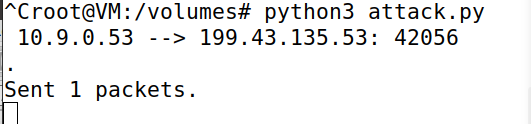 ^Croot@VM:/volumes# python3 attack.py
10.9.0.53 --> 199.43.135.53: 42056
.
Sent 1 packets.